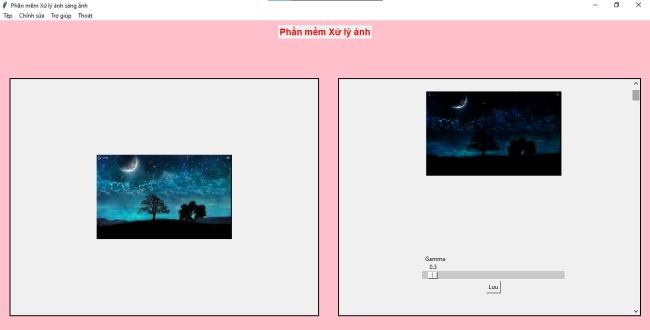 Phần mềm Xử lý ảnh sáng ảnh
Tệp Chỉnh sửa Trợ giúp Thoát
Phần mềm Xử lý ảnh
Gamma
0.3
Lưu